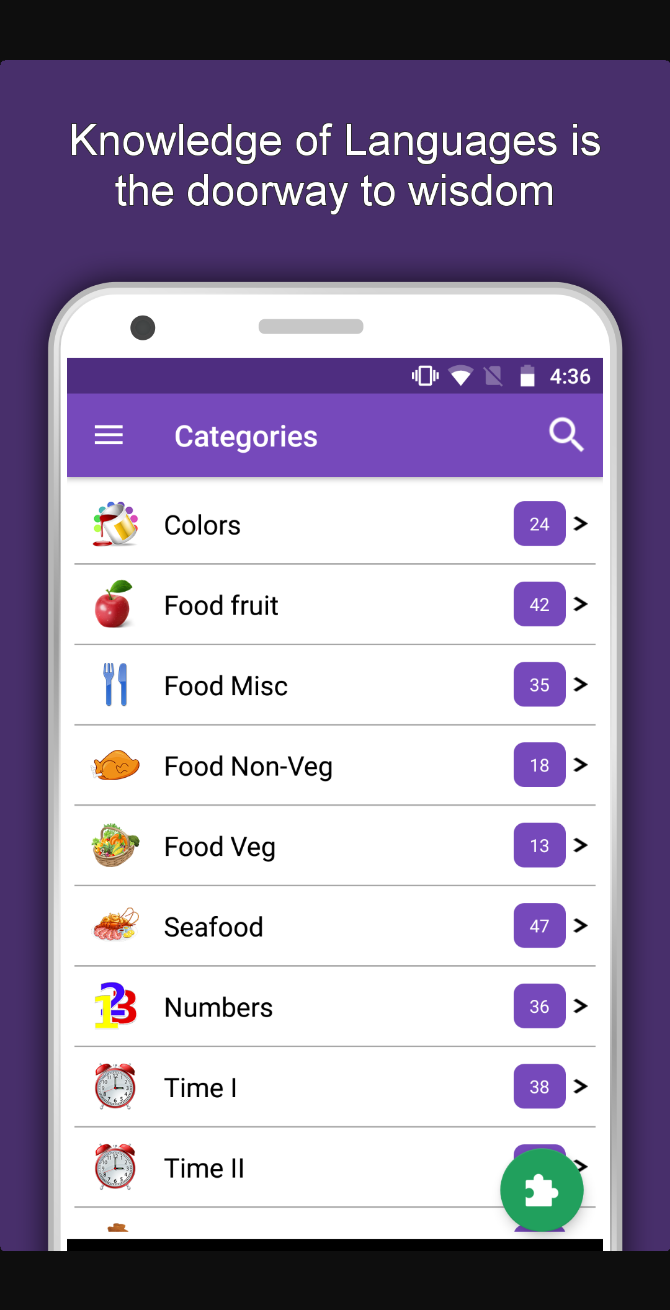 Knowledge of Languages is
the doorway to wisdom
4:36
Categories
Colors 24
Food fruit 42
Food Misc 35
Food Non-Veg 18
Food Veg 13
Seafood 47
123 Numbers 36
Time I 38
Time II